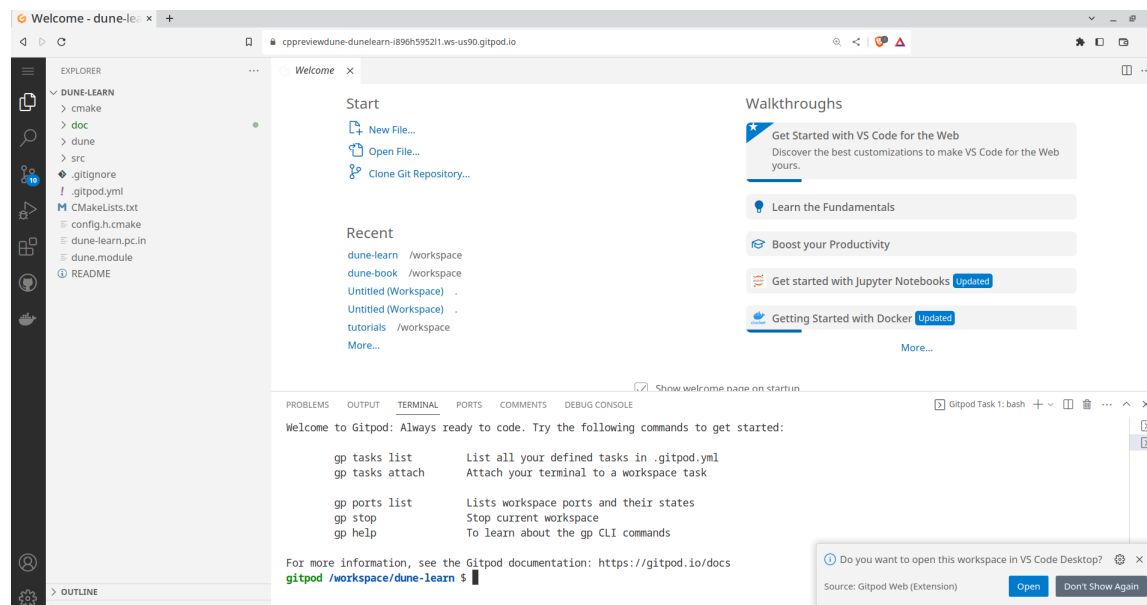 Welcome - dune-lea
cppreviewdune-dunelearn-i896h5952l1.ws-us90.gitpod.io
EXPLORER
DUNE-LEARN
cmake
doc
dune
src
.gitignore
.gitpod.yml
CMakeLists.txt
config.h.cmake
dune-learn.pc.in
dune.module
README
10
OUTLINE
Welcome
Start
New File...
Open File...
Clone Git Repository...
Recent
dune-learn /workspace
dune-book /workspace
Untitled (Workspace) .
Untitled (Workspace) .
tutorials /workspace
More...
Walkthroughs
Get Started with VS Code for the Web
Discover the best customizations to make VS Code for the Web
yours.
Learn the Fundamentals
Boost your Productivity
Get started with Jupyter Notebooks Updated
Getting Started with Docker Updated
More...
Show welcome page on startup
PROBLEMS OUTPUT TERMINAL PORTS COMMENTS DEBUG CONSOLE
Gitpod Task 1: bash
Welcome to Gitpod: Always ready to code. Try the following commands to get started:
gp tasks list List all your defined tasks in .gitpod.yml
gp tasks attach Attach your terminal to a workspace task
gp ports list Lists workspace ports and their states
gp stop Stop current workspace
gp help To learn about the gp CLI commands
For more information, see the Gitpod documentation: https://gitpod.io/docs
gitpod /workspace/dune-learn $
Do you want to open this workspace in VS Code Desktop?
Source: Gitpod Web (Extension)
Open
Don't Show Again